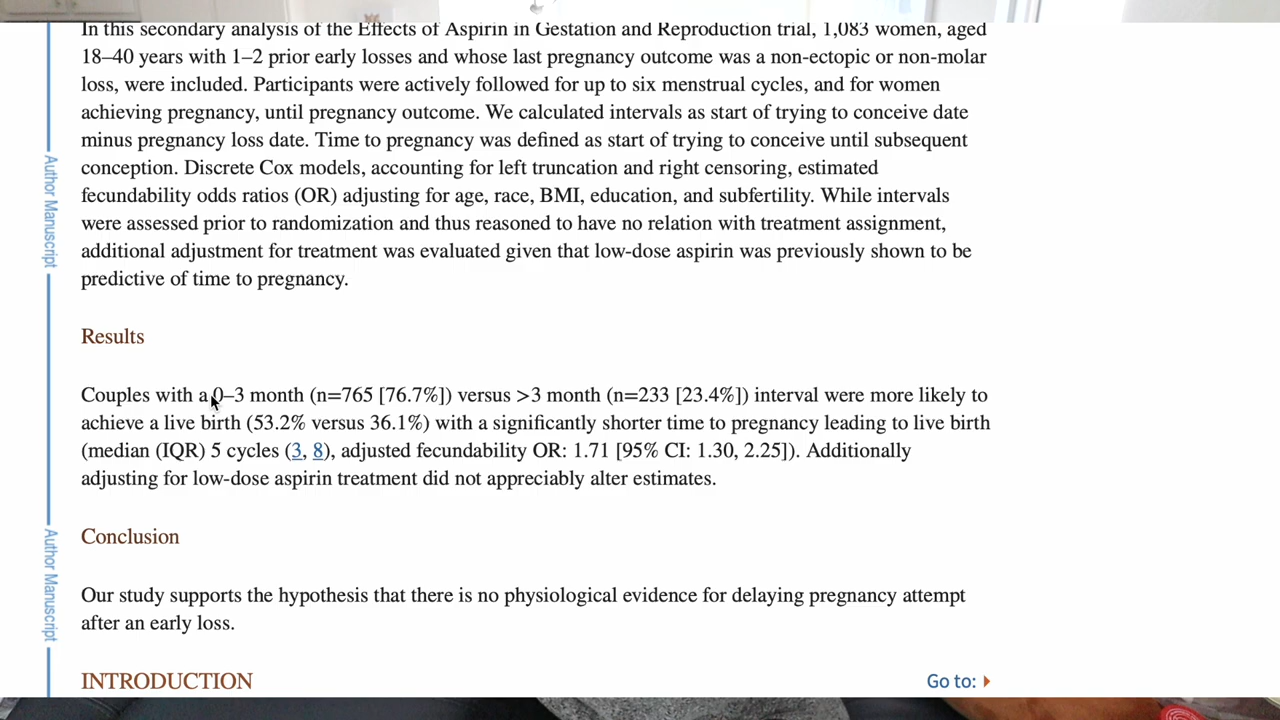 In this secondary analysis of the Effects of Aspirin in Gestation and Reproduction trial, 1,083 women, aged
18–40 years with 1–2 prior early losses and whose last pregnancy outcome was a non-ectopic or non-molar
loss, were included. Participants were actively followed for up to six menstrual cycles, and for women
achieving pregnancy, until pregnancy outcome. We calculated intervals as start of trying to conceive date
minus pregnancy loss date. Time to pregnancy was defined as start of trying to conceive until subsequent
conception. Discrete Cox models, accounting for left truncation and right censoring, estimated
fecundability odds ratios (OR) adjusting for age, race, BMI, education, and subfertility. While intervals
were assessed prior to randomization and thus reasoned to have no relation with treatment assignment,
additional adjustment for treatment was evaluated given that low-dose aspirin was previously shown to be
predictive of time to pregnancy.
Results
Couples with a 0–3 month (n=765 [76.7%]) versus >3 month (n=233 [23.4%]) interval were more likely to
achieve a live birth (53.2% versus 36.1%) with a significantly shorter time to pregnancy leading to live birth
(median (IQR) 5 cycles (3, 8), adjusted fecundability OR: 1.71 [95% CI: 1.30, 2.25]). Additionally
adjusting for low-dose aspirin treatment did not appreciably alter estimates.
Conclusion
Our study supports the hypothesis that there is no physiological evidence for delaying pregnancy attempt
after an early loss.
INTRODUCTION
Go to:
Author Manuscript
Author Manuscript